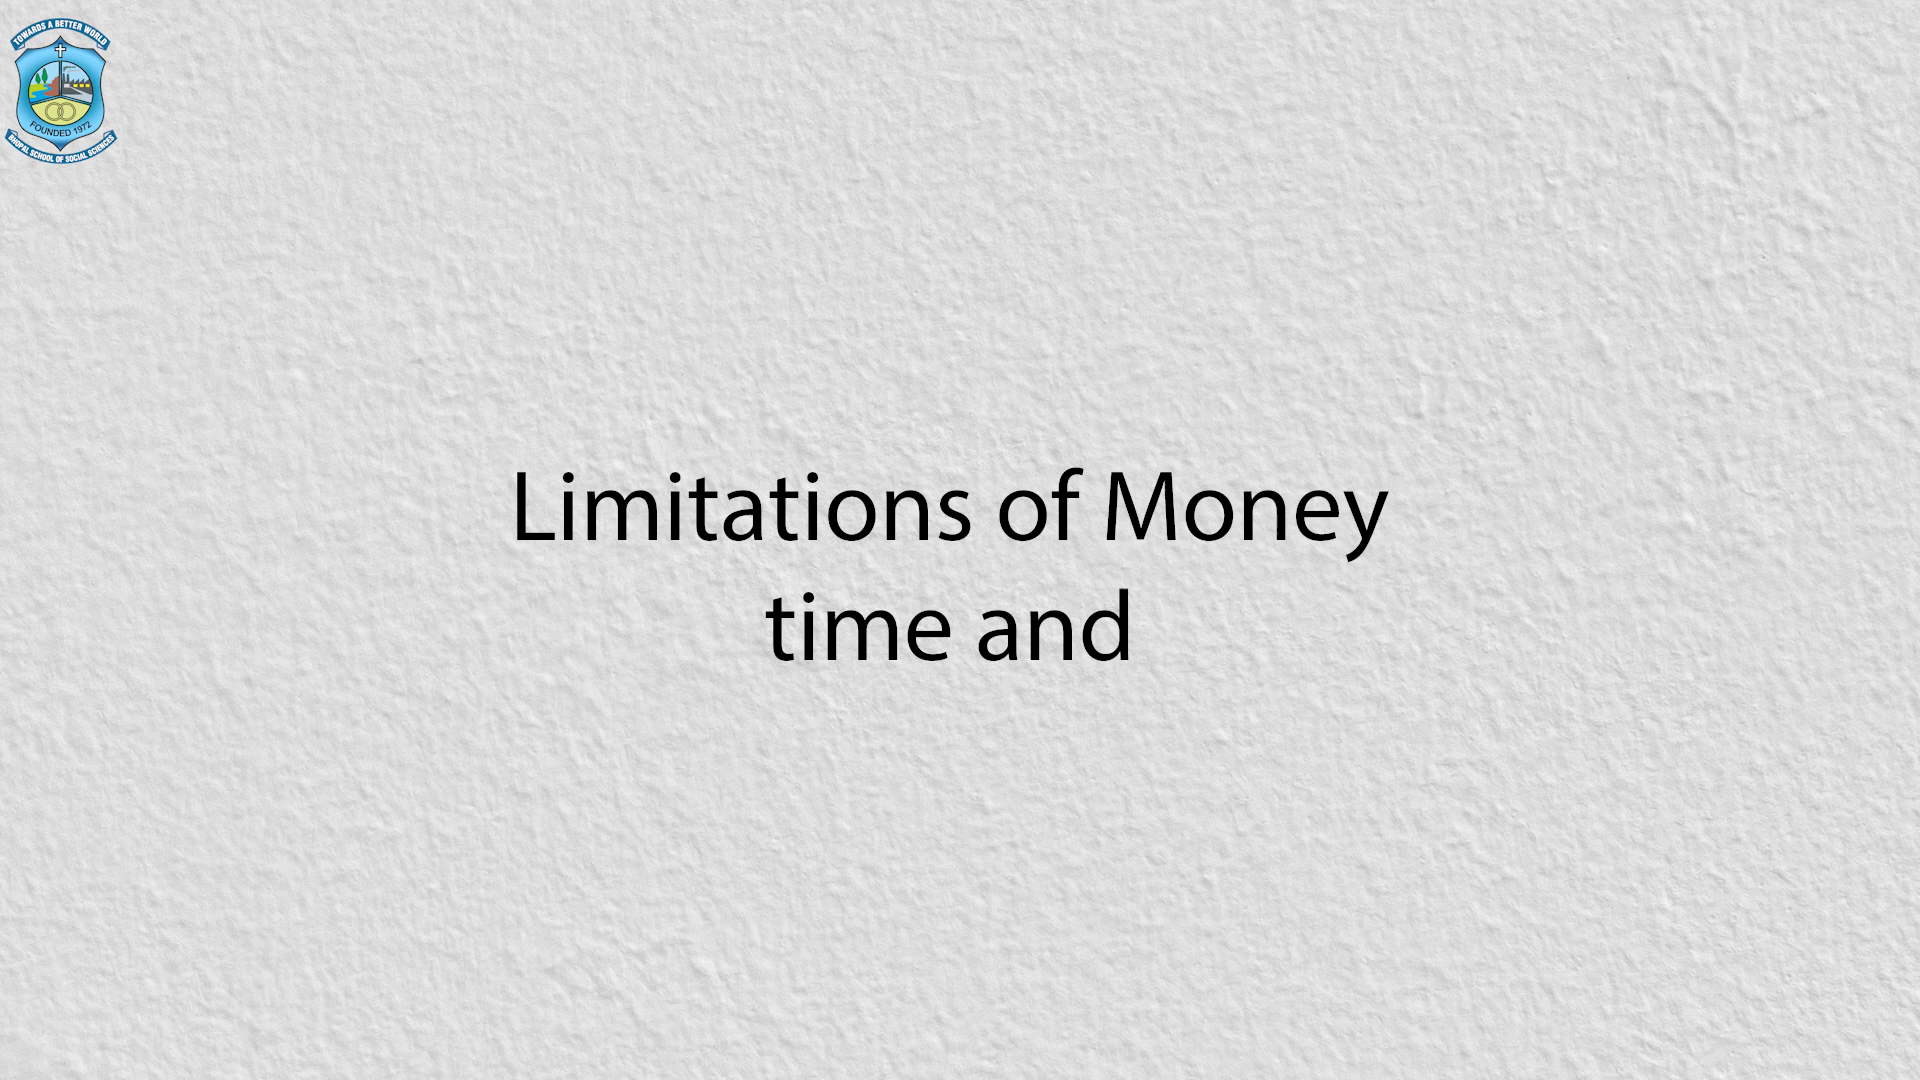 TOWARDS A BETTER WORLD
FOUNDED 1972
BHOPAL SCHOOL OF SOCIAL SCIENCES
Limitations of Money
time and